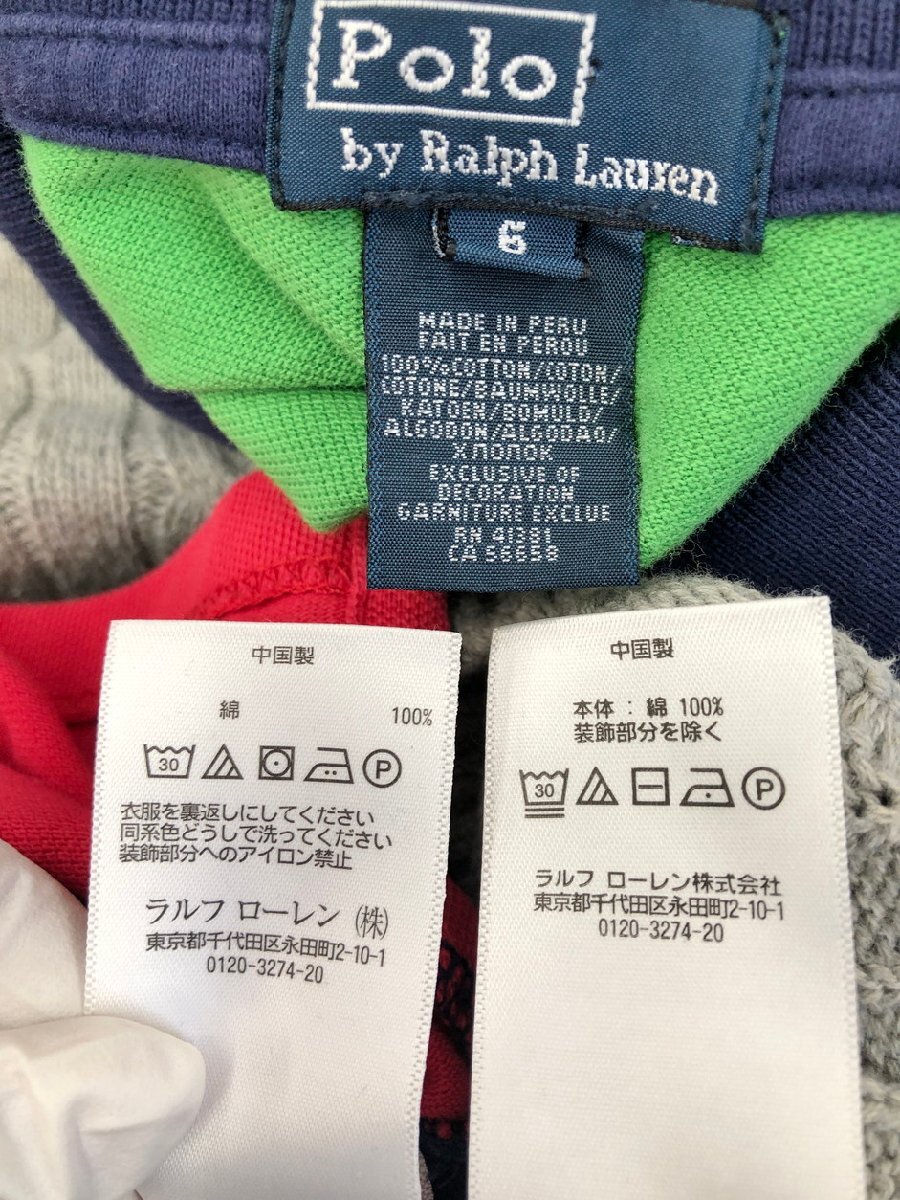 Polo
by Ralph Lauren
6
MADE IN PERU
FAIT EN PEROU
100%COTTON/COTON/
COTONE/BAUMWOLLE/
KATOEN/BOMULD/
ALGODON/ALGODAO/
ХЛОПОК
EXCLUSIVE OF
DECORATION
GARNITURE EXCLUE
RN 41381
CA 56658
中国製
綿 100%
30 P
衣服を裏返しにしてください
同系色どうしで洗ってください
装飾部分へのアイロン禁止
ラルフ ローレン (株)
東京都千代田区永田町2-10-1
0120-3274-20
中国製
本体 : 綿 100%
装飾部分を除く
30 P
ラルフ ローレン株式会社
東京都千代田区永田町2-10-1
0120-3274-20